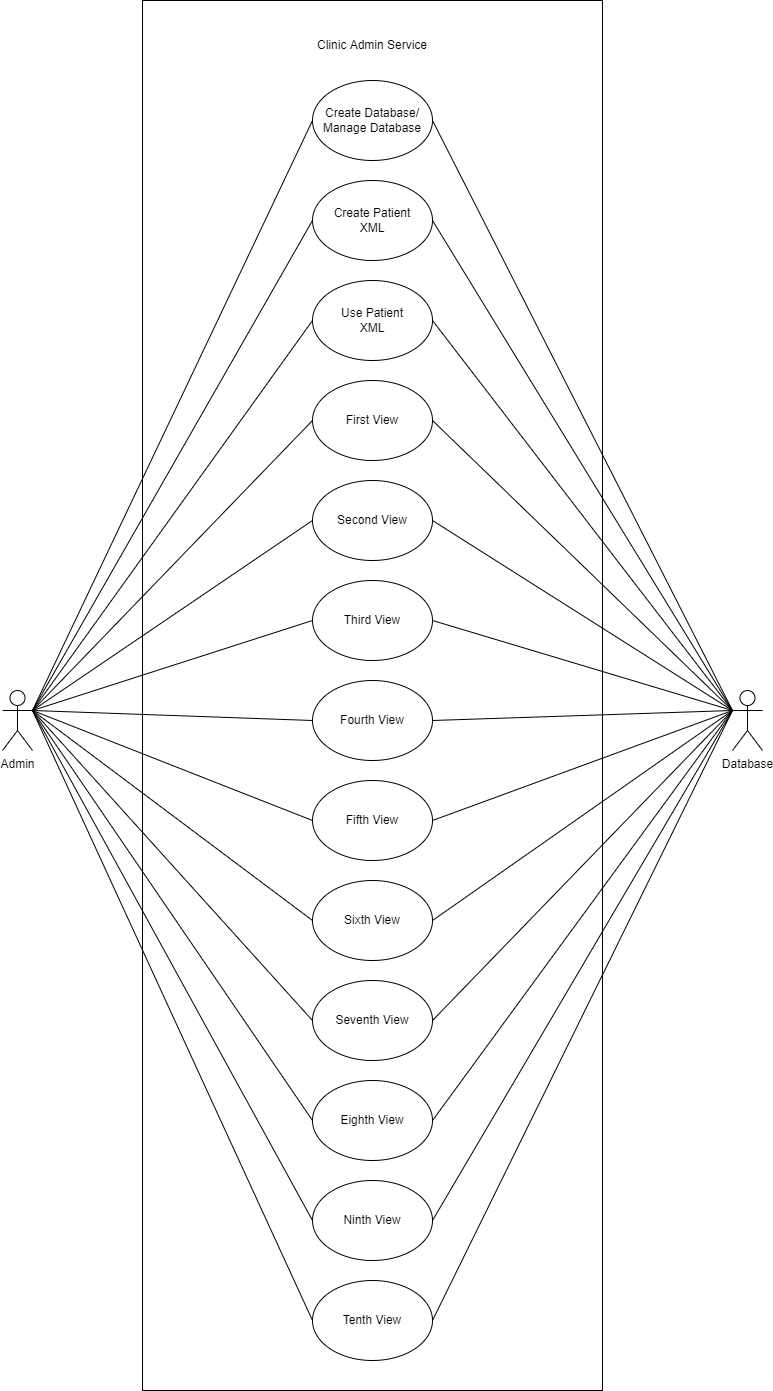 Clinic Admin Service
Create Database/
Manage Database
Create Patient
XML
Use Patient
XML
First View
Second View
Third View
Fourth View
Admin
Database
Fifth View
Sixth View
Seventh View
Eighth View
Ninth View
Tenth View